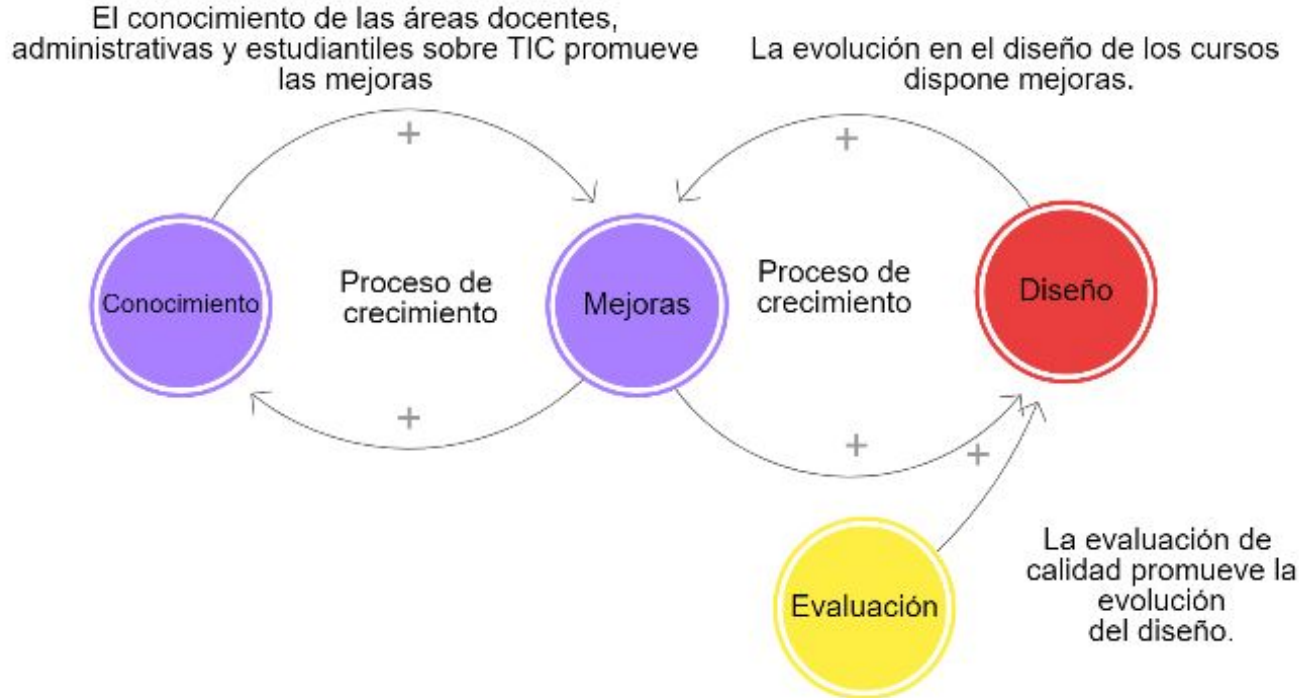 El conocimiento de las áreas docentes,
administrativas y estudiantiles sobre TIC promueve
las mejoras
La evolución en el diseño de los cursos
dispone mejoras.
+
+
Conocimiento
Proceso de
crecimiento
Mejoras
Proceso de
crecimiento
Diseño
+
+
+
Evaluación
La evaluación de
calidad promueve la
evolución
del diseño.